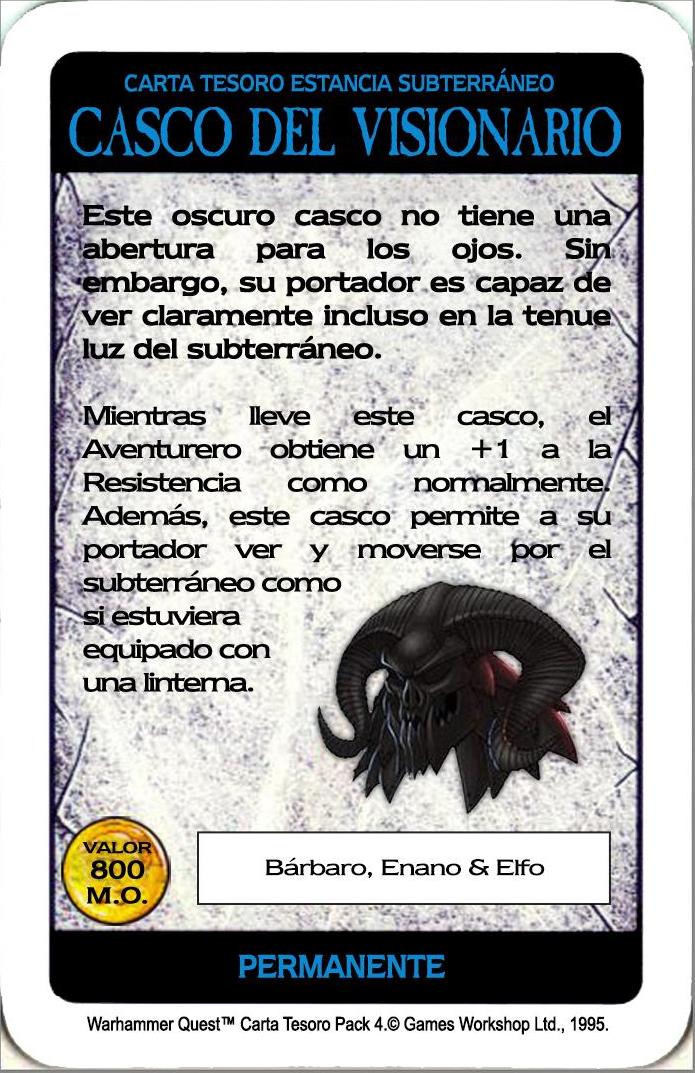 CARTA TESORO ESTANCIA SUBTERRÁNEO
CASCO DEL VISIONARIO
Este oscuro casco no tiene una
abertura para los ojos. Sin
embargo, su portador es capaz de
ver claramente incluso en la tenue
luz del subterráneo.
Mientras lleve este casco, el
Aventurero obtiene un +1 a la
Resistencia como normalmente.
Además, este casco permite a su
portador ver y moverse por el
subterráneo como
si estuviera
equipado con
una linterna.
VALOR
800
M.O.
Bárbaro, Enano & Elfo
PERMANENTE
Warhammer Quest™ Carta Tesoro Pack 4.© Games Workshop Ltd., 1995.